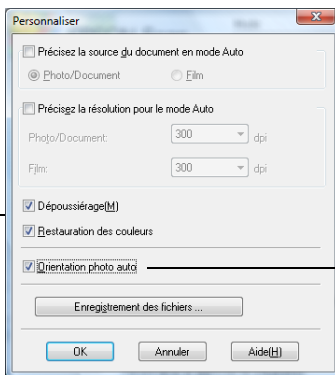 Personnaliser
Précisez la source du document en mode Auto
Photo/Document Film
Précisez la résolution pour le mode Auto
Photo/Document: 300 dpi
Film: 300 dpi
Dépoussiérage(M)
Restauration des couleurs
Orientation photo auto
Enregistrement des fichiers ...
OK Annuler Aide(H)